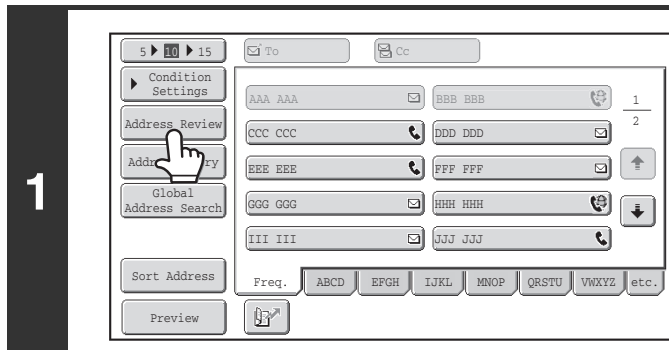 1
5 10 15
To
Cc
Condition
Settings
Address Review
Addr ry
Global
Address Search
Sort Address
Preview
AAA AAA
BBB BBB
CCC CCC
DDD DDD
EEE EEE
FFF FFF
GGG GGG
HHH HHH
III III
JJJ JJJ
1
2
Freq.
ABCD
EFGH
IJKL
MNOP
QRSTU
VWXYZ
etc.